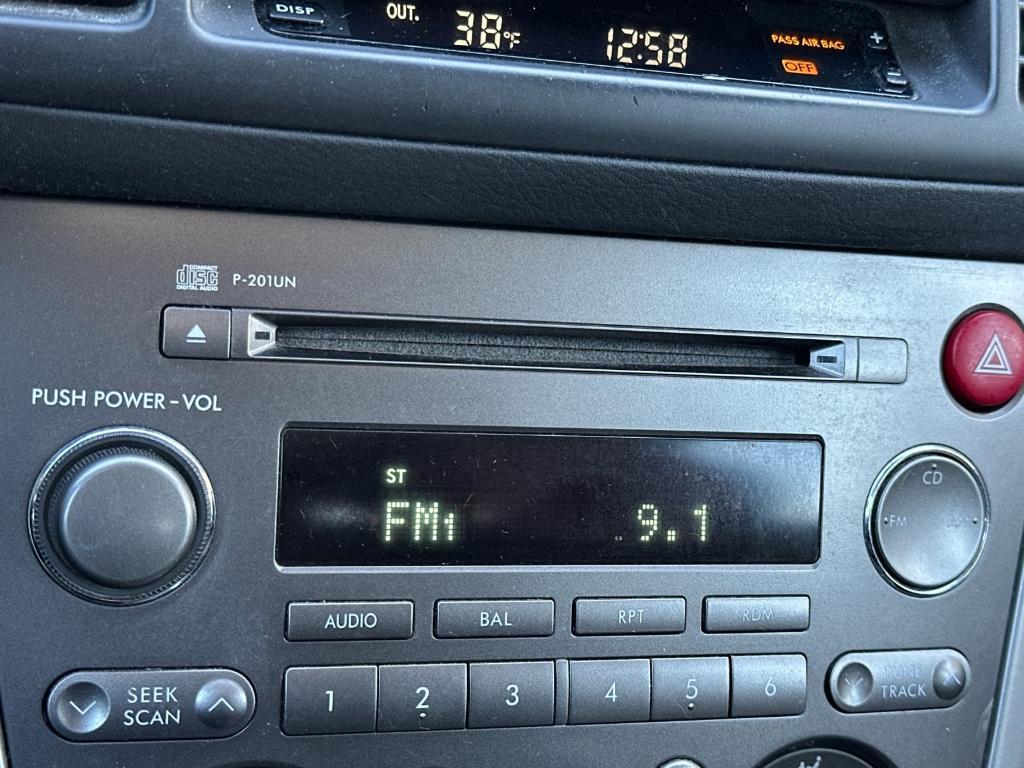 DISP OUT. 38°F 12:58 PASS AIR BAG +
OFF -
COMPACT
disc
DIGITAL AUDIO
P-201UN
PUSH POWER-VOL
ST
FM1 9.1
CD
FM
AUDIO BAL RPT RDM
SEEK
SCAN
1 2 3 4 5 6
TUNE
TRACK